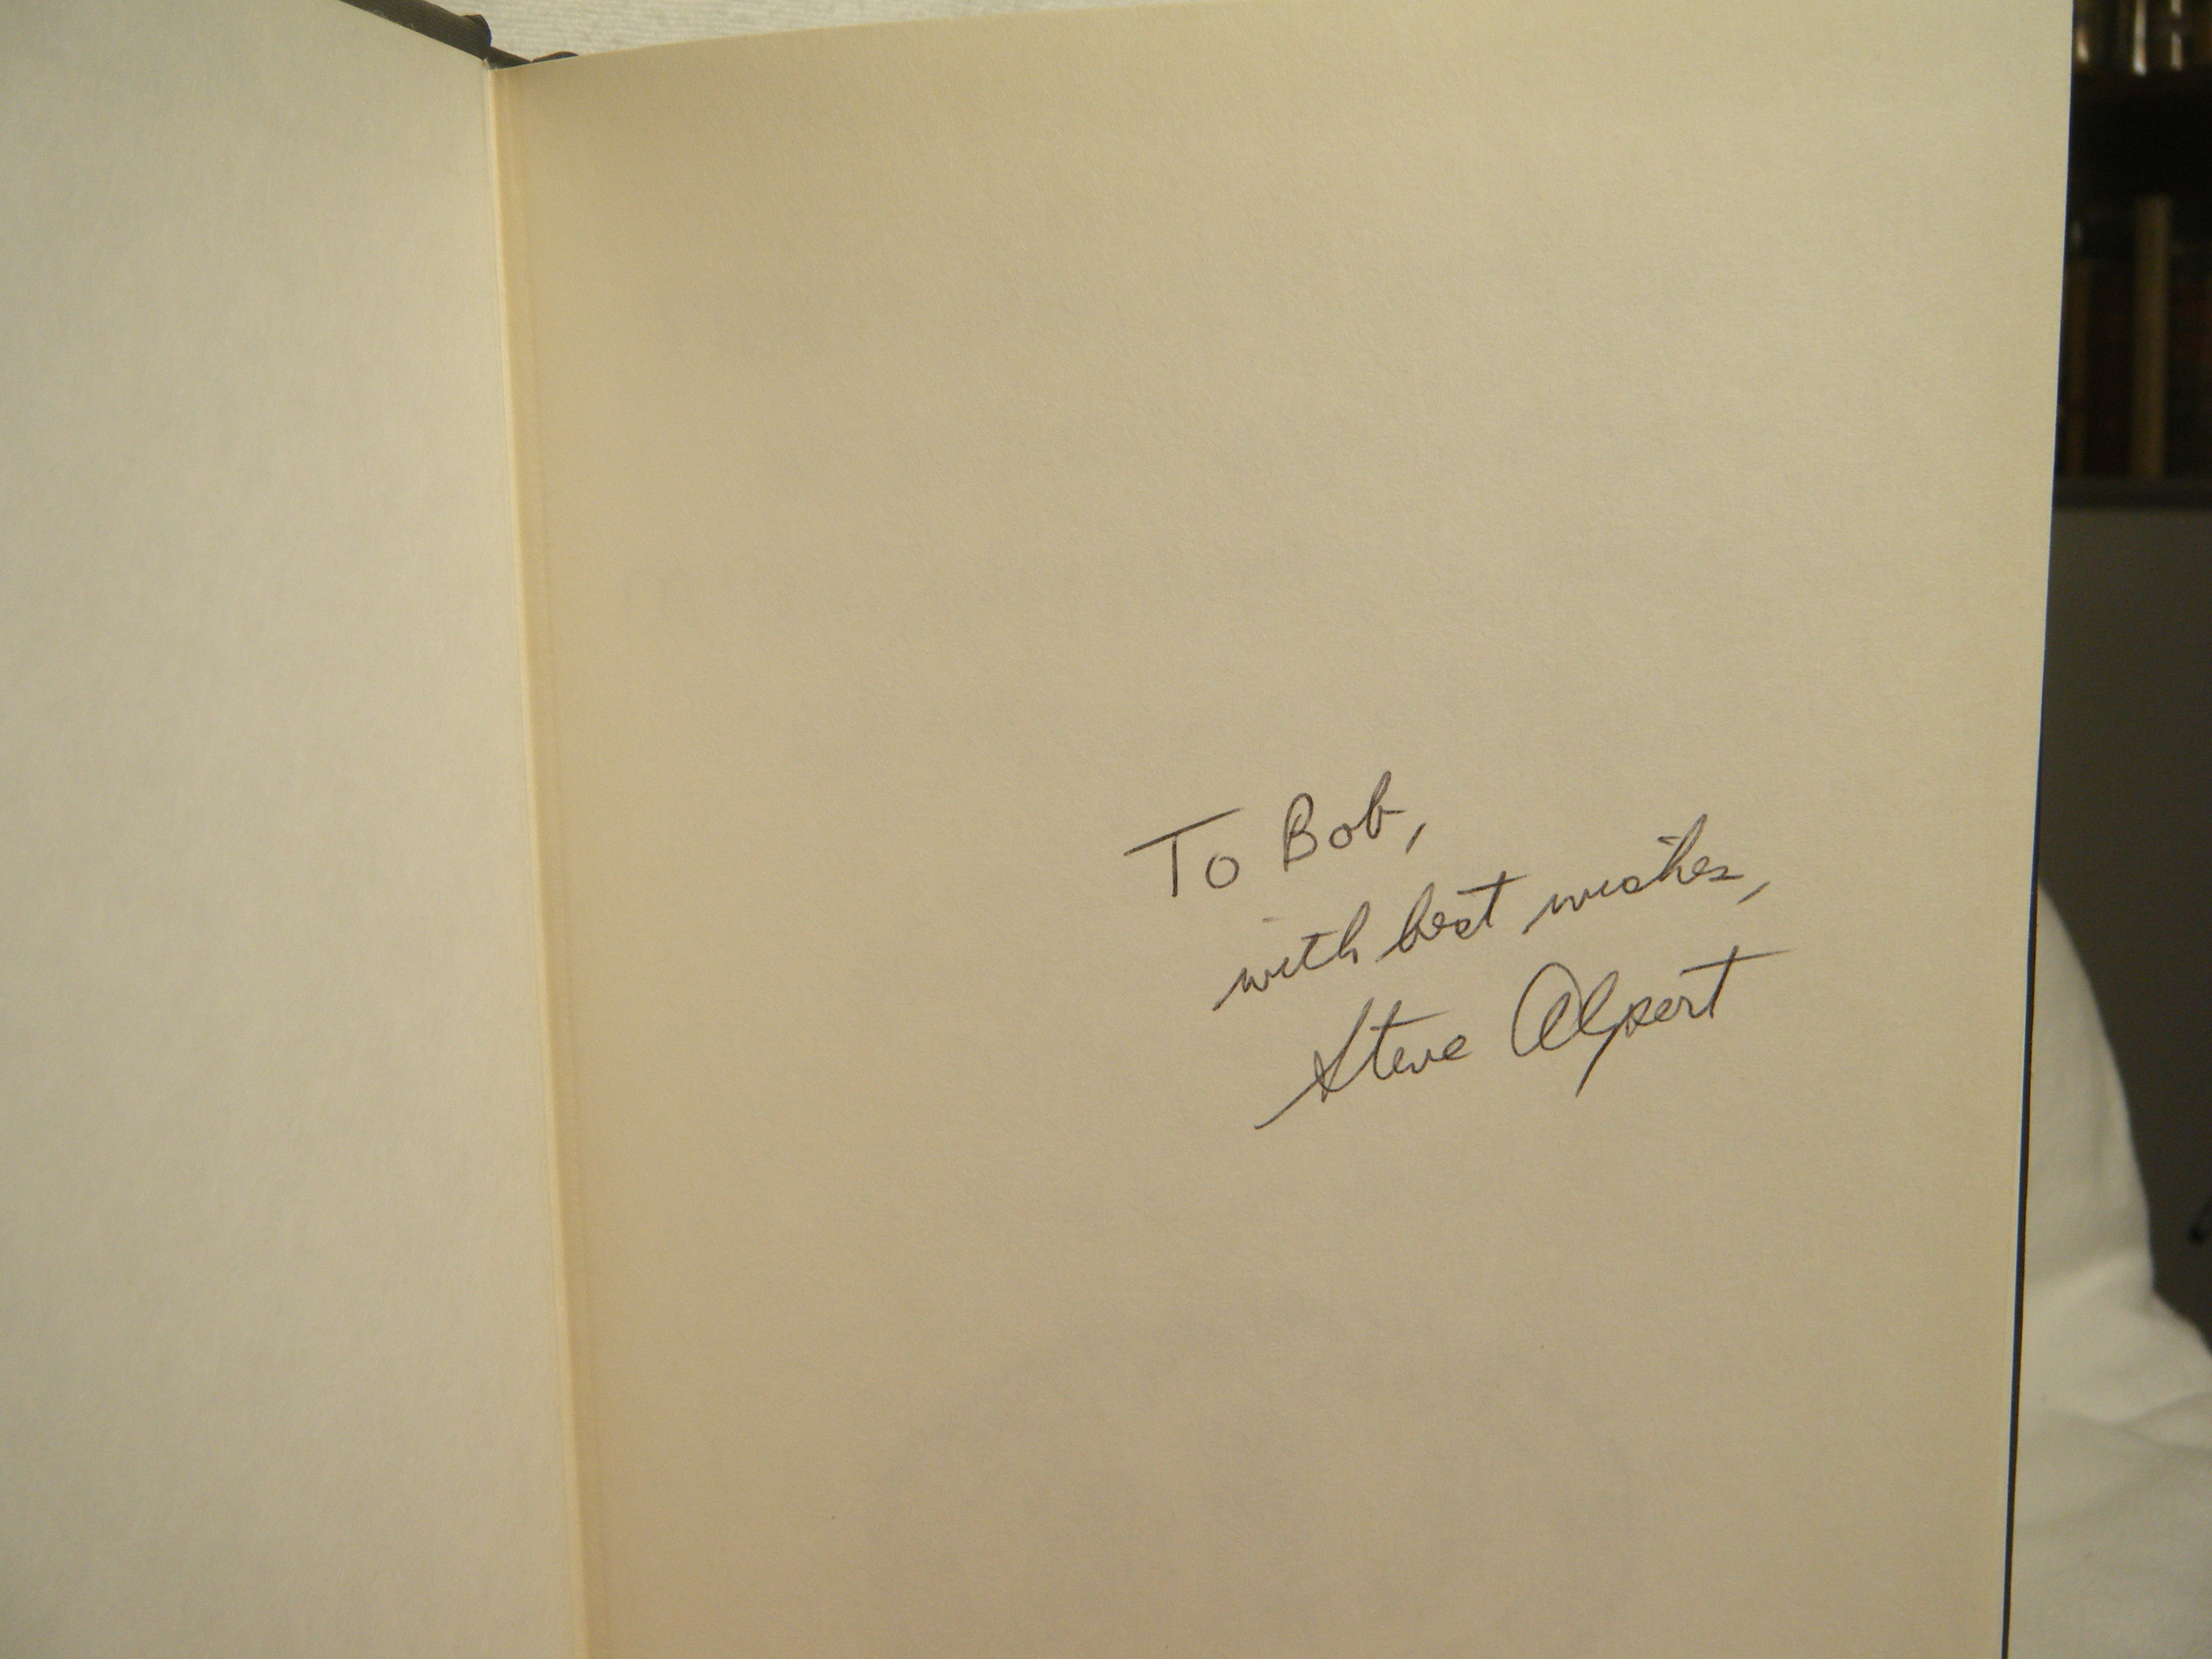 To Bob,
with best wishes,
Steve Alpert